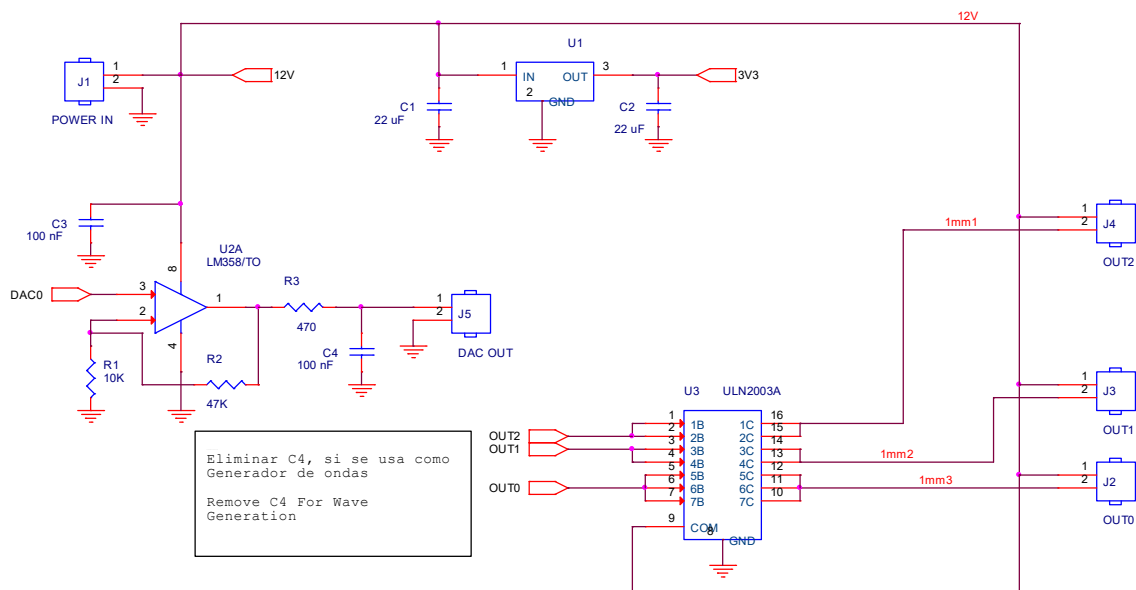 12V
U1
J1
1
2
POWER IN
12V
1
IN
OUT
3
2
GND
3V3
C1
22 uF
C2
22 uF
C3
100 nF
U2A
LM358/TO
8
DAC0
3
2
1
4
R3
470
R1
10K
R2
47K
C4
100 nF
1
2
J5
DAC OUT
1mm1
1
2
J4
OUT2
U3
ULN2003A
OUT2
OUT1
OUT0
1
2
3
4
5
6
7
9
1B
2B
3B
4B
5B
6B
7B
COM
8
GND
1C
2C
3C
4C
5C
6C
7C
16
15
14
13
12
11
10
1mm2
1
2
J3
OUT1
1mm3
1
2
J2
OUT0
Eliminar C4, si se usa como
Generador de ondas
Remove C4 For Wave
Generation